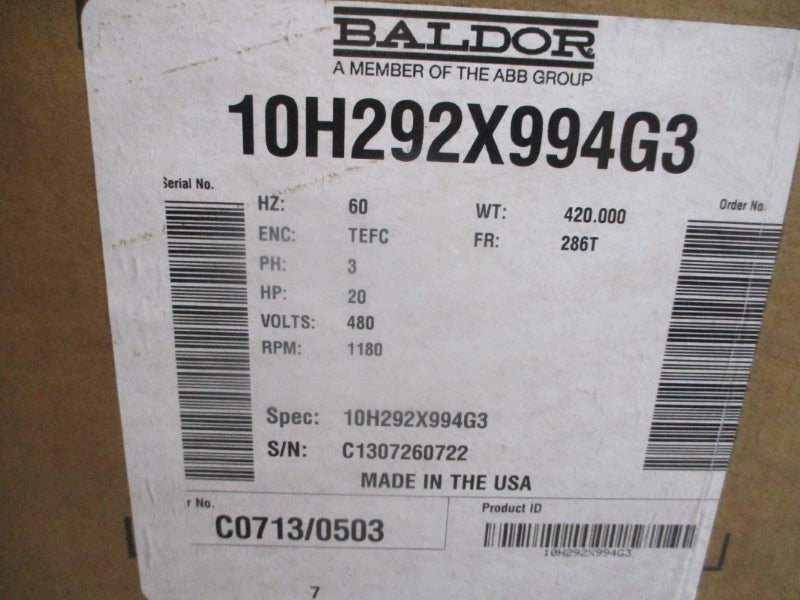 BALDOR
A MEMBER OF THE ABB GROUP
10H292X994G3
Serial No.
Order No.
HZ: 60 WT: 420.000
ENC: TEFC FR: 286T
PH: 3
HP: 20
VOLTS: 480
RPM: 1180
Spec: 10H292X994G3
S/N: C1307260722
MADE IN THE USA
r No.
C0713/0503
Product ID
10H292X994G3
7